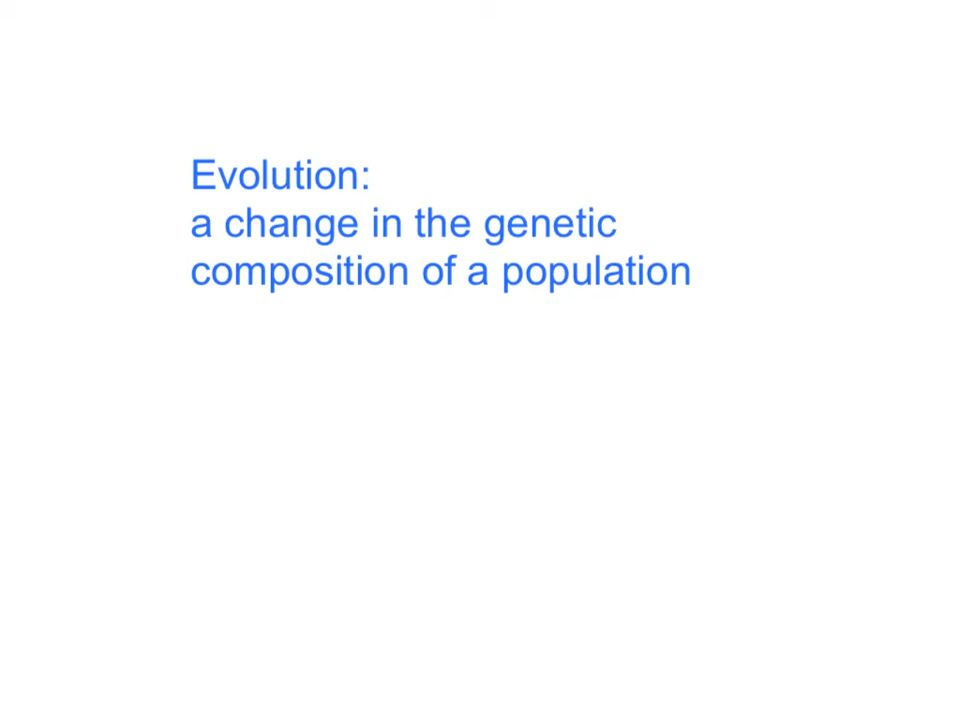 Evolution:
a change in the genetic
composition of a population